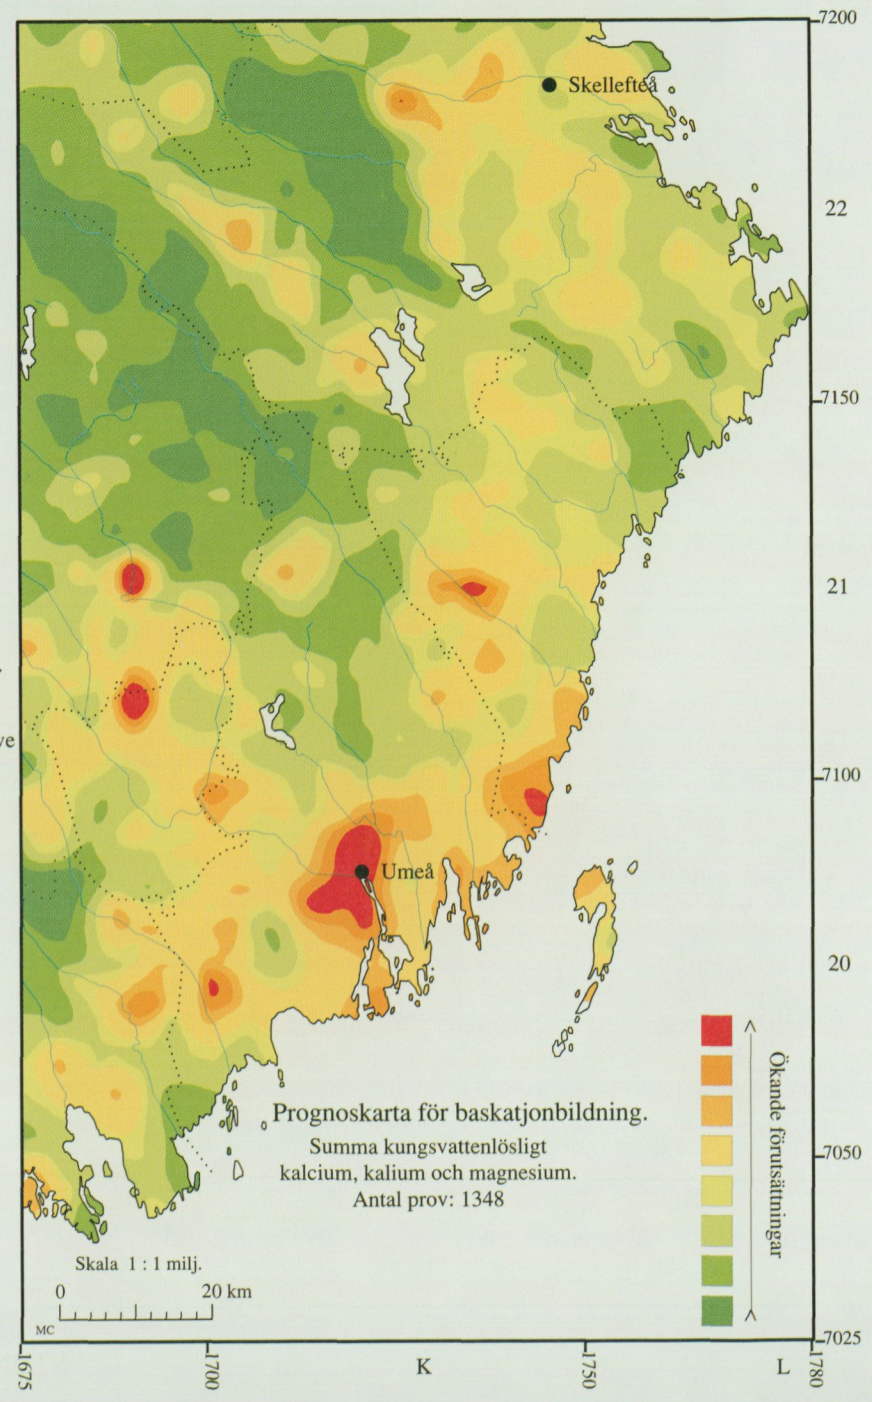 7200
Skellefteå
22
7150
21
ve
7100
Umeå
20
Ökande förutsättningar
Prognoskarta för baskatjonbildning.
Summa kungsvattenlösligt
kalcium, kalium och magnesium.
Antal prov: 1348
7050
Skala 1 : 1 milj.
0 20 km
MC
7025
1675 1700 K 1750 L 1780